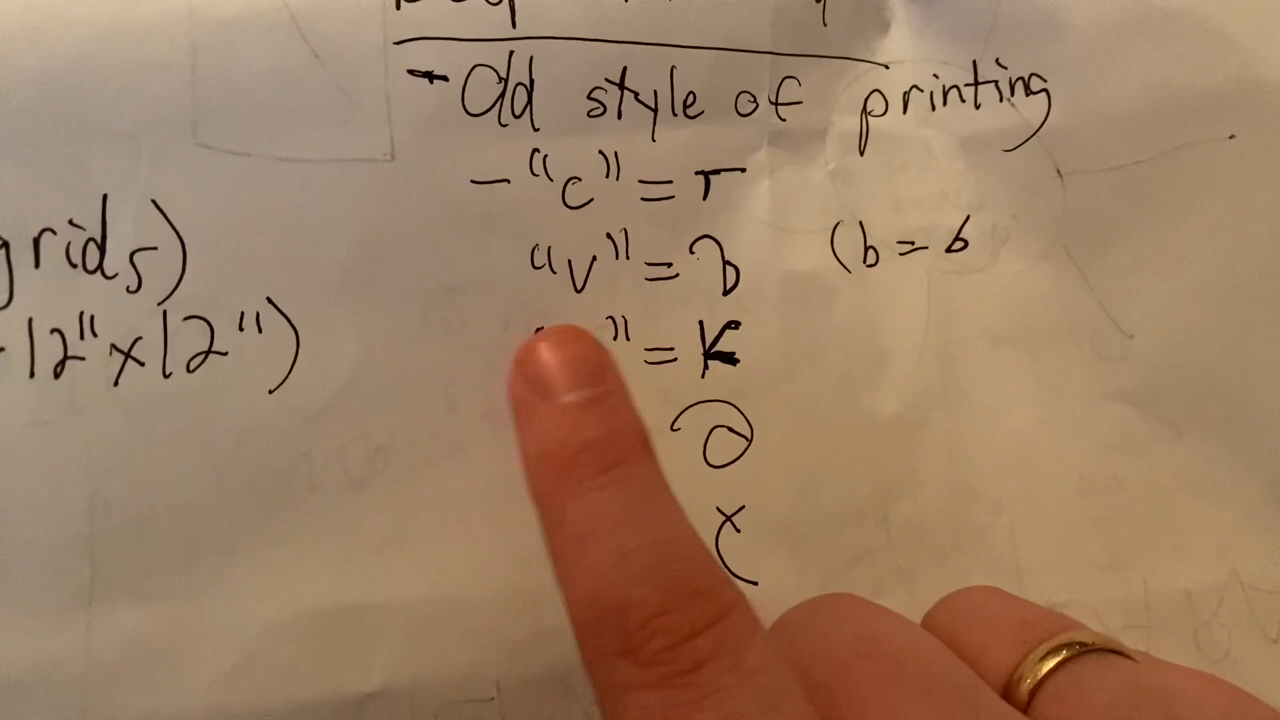 - Old style of printing
- "c" = r
grids)
"v" = b (b = 6
12" x 12")
" = K